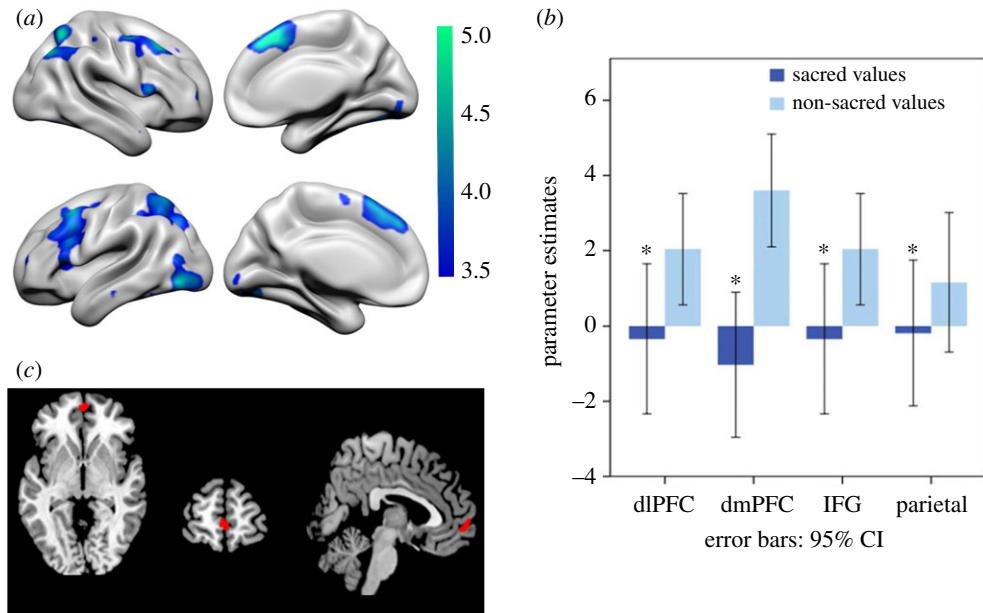 (a)
5.0
4.5
4.0
3.5
(b)
sacred values
non-sacred values
parameter estimates
6
4
2
0
–2
–4
* * * *
dlPFC dmPFC IFG parietal
error bars: 95% CI
(c)